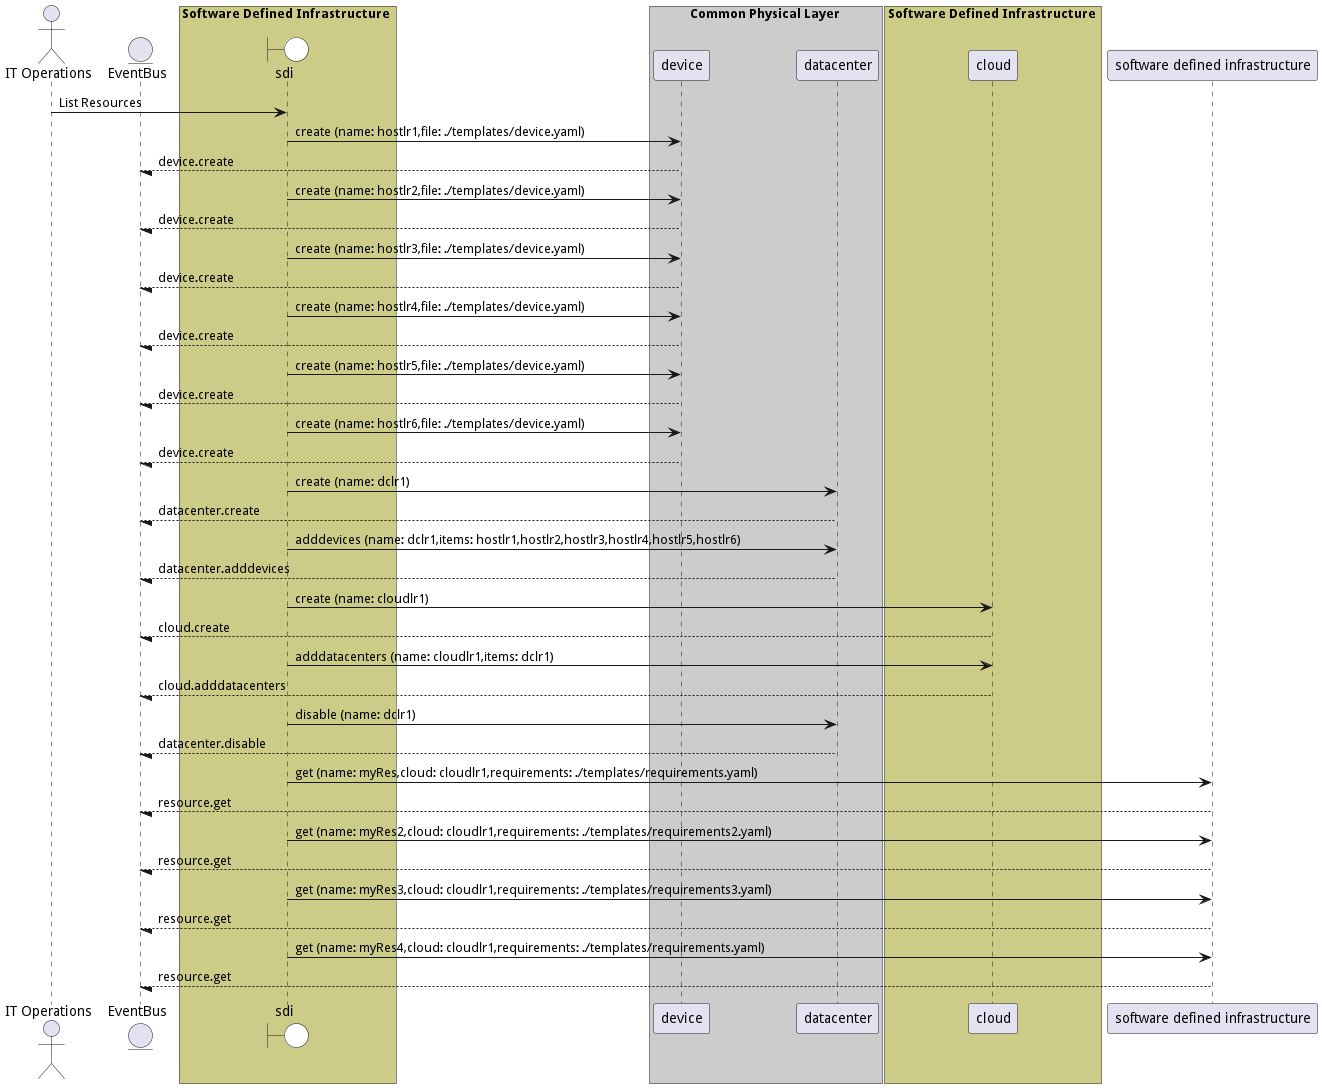 Software Defined Infrastructure
Common Physical Layer
Software Defined Infrastructure
IT Operations
EventBus
sdi
device
datacenter
cloud
software defined infrastructure
List Resources
create (name: hostlr1,file: ./templates/device.yaml)
device.create
create (name: hostlr2,file: ./templates/device.yaml)
device.create
create (name: hostlr3,file: ./templates/device.yaml)
device.create
create (name: hostlr4,file: ./templates/device.yaml)
device.create
create (name: hostlr5,file: ./templates/device.yaml)
device.create
create (name: hostlr6,file: ./templates/device.yaml)
device.create
create (name: dclr1)
datacenter.create
adddevices (name: dclr1,items: hostlr1,hostlr2,hostlr3,hostlr4,hostlr5,hostlr6)
datacenter.adddevices
create (name: cloudlr1)
cloud.create
adddatacenters (name: cloudlr1,items: dclr1)
cloud.adddatacenters
disable (name: dclr1)
datacenter.disable
get (name: myRes,cloud: cloudlr1,requirements: ./templates/requirements.yaml)
resource.get
get (name: myRes2,cloud: cloudlr1,requirements: ./templates/requirements2.yaml)
resource.get
get (name: myRes3,cloud: cloudlr1,requirements: ./templates/requirements3.yaml)
resource.get
get (name: myRes4,cloud: cloudlr1,requirements: ./templates/requirements.yaml)
resource.get
IT Operations
EventBus
sdi
device
datacenter
cloud
software defined infrastructure